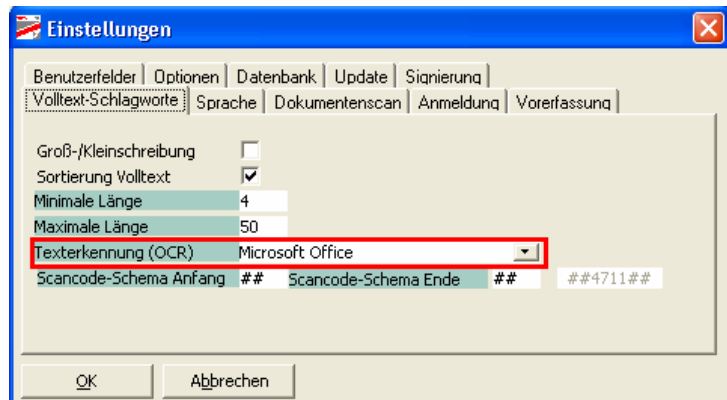 Einstellungen
Benutzerfelder Optionen Datenbank Update Signierung
Volltext-Schlagworte Sprache Dokumentenscan Anmeldung Vorerfassung
Groß-/Kleinschreibung
Sortierung Volltext
Minimale Länge 4
Maximale Länge 50
Texterkennung (OCR) Microsoft Office
Scancode-Schema Anfang ## Scancode-Schema Ende ## ##4711##
OK Abbrechen